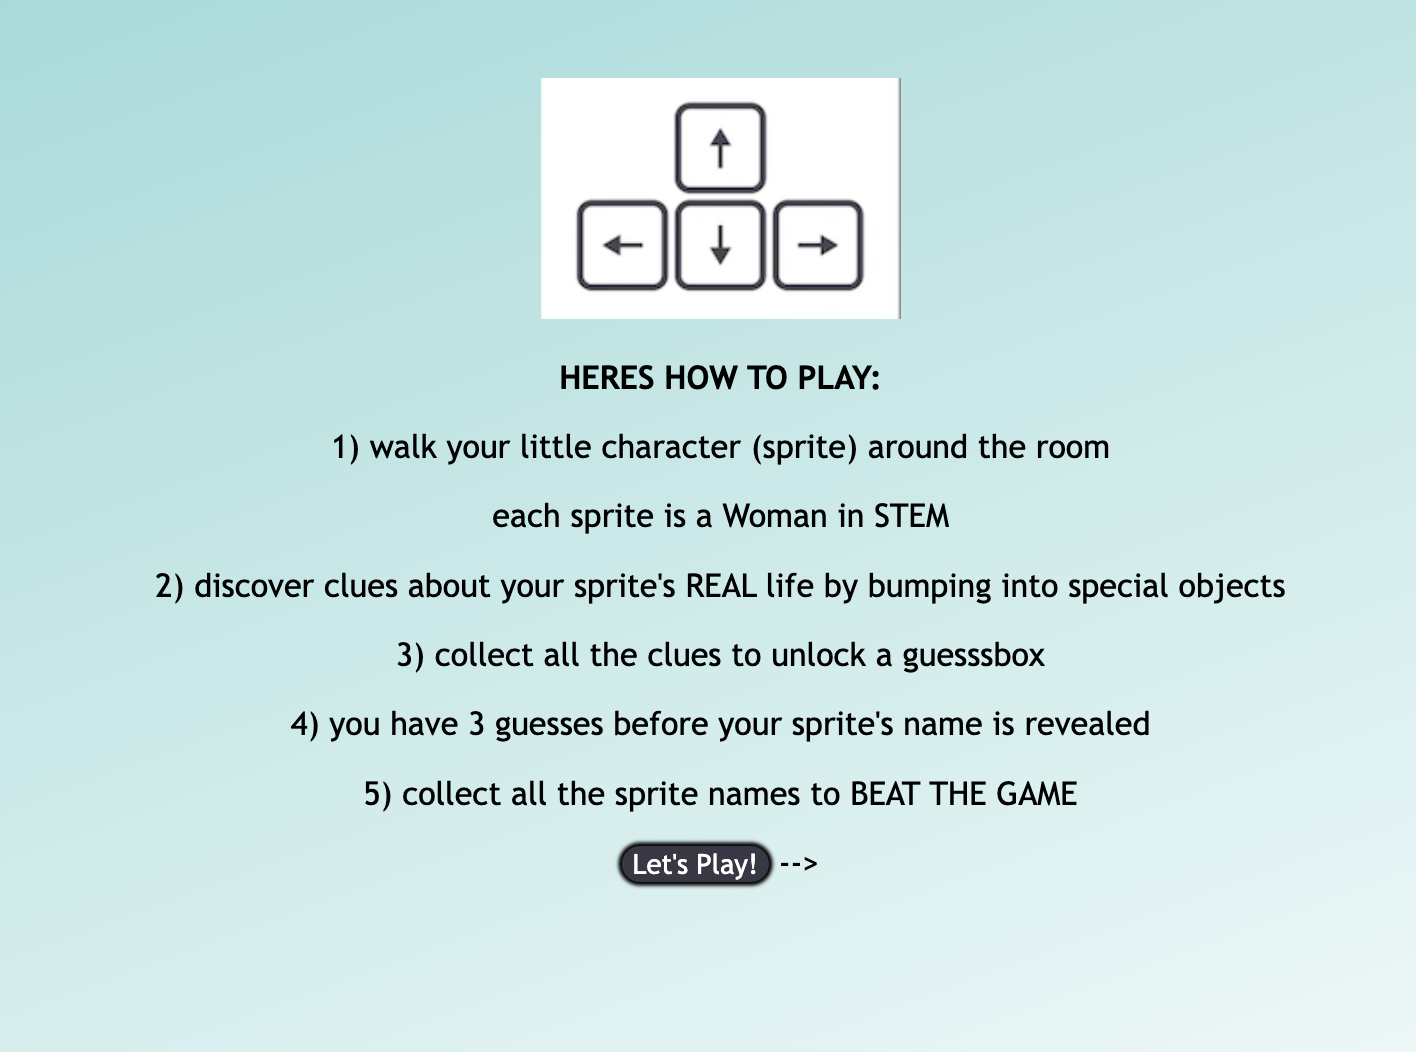 HERES HOW TO PLAY:
1) walk your little character (sprite) around the room
each sprite is a Woman in STEM
2) discover clues about your sprite's REAL life by bumping into special objects
3) collect all the clues to unlock a guesssbox
4) you have 3 guesses before your sprite's name is revealed
5) collect all the sprite names to BEAT THE GAME
Let's Play! -->